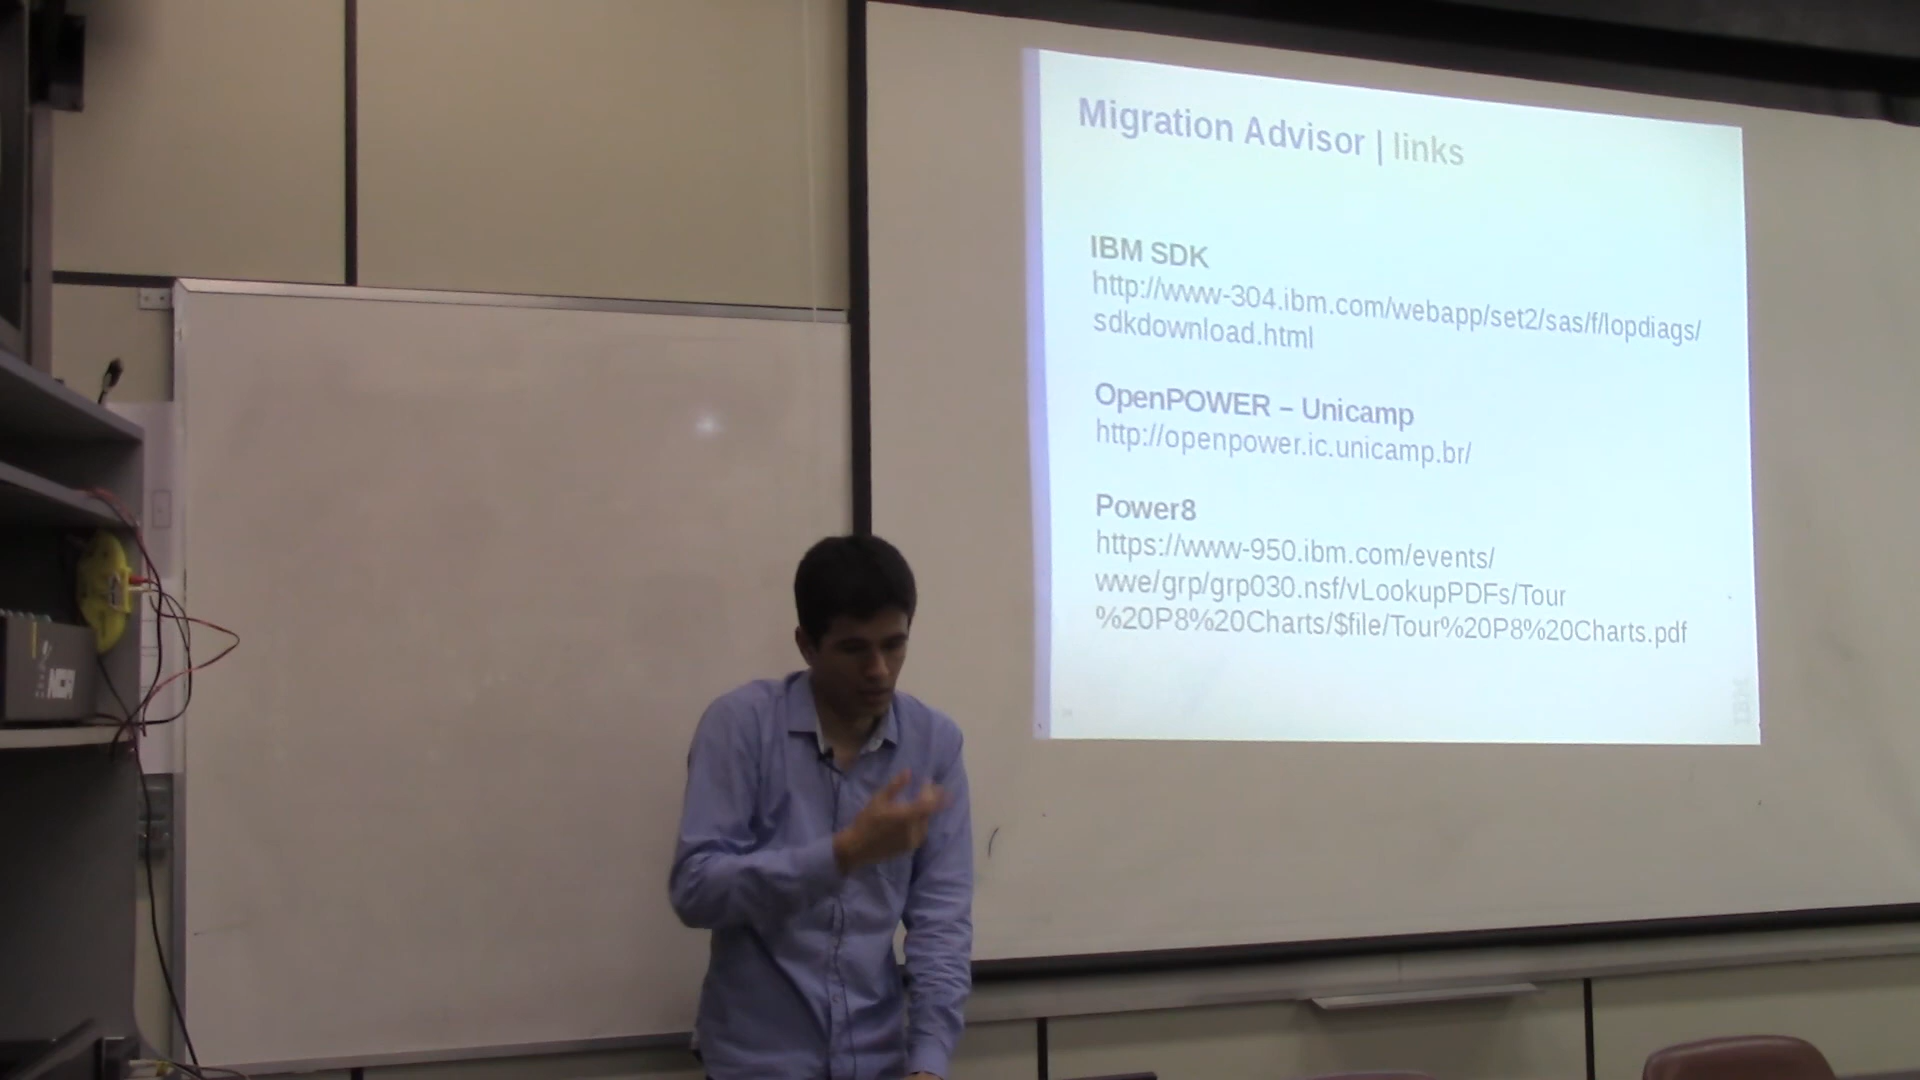 Migration Advisor | links
IBM SDK
http://www-304.ibm.com/webapp/set2/sas/f/lopdiags/
sdkdownload.html
OpenPOWER – Unicamp
http://openpower.ic.unicamp.br/
Power8
https://www-950.ibm.com/events/
wwe/grp/grp030.nsf/vLookupPDFs/Tour
%20P8%20Charts/$file/Tour%20P8%20Charts.pdf
IBM